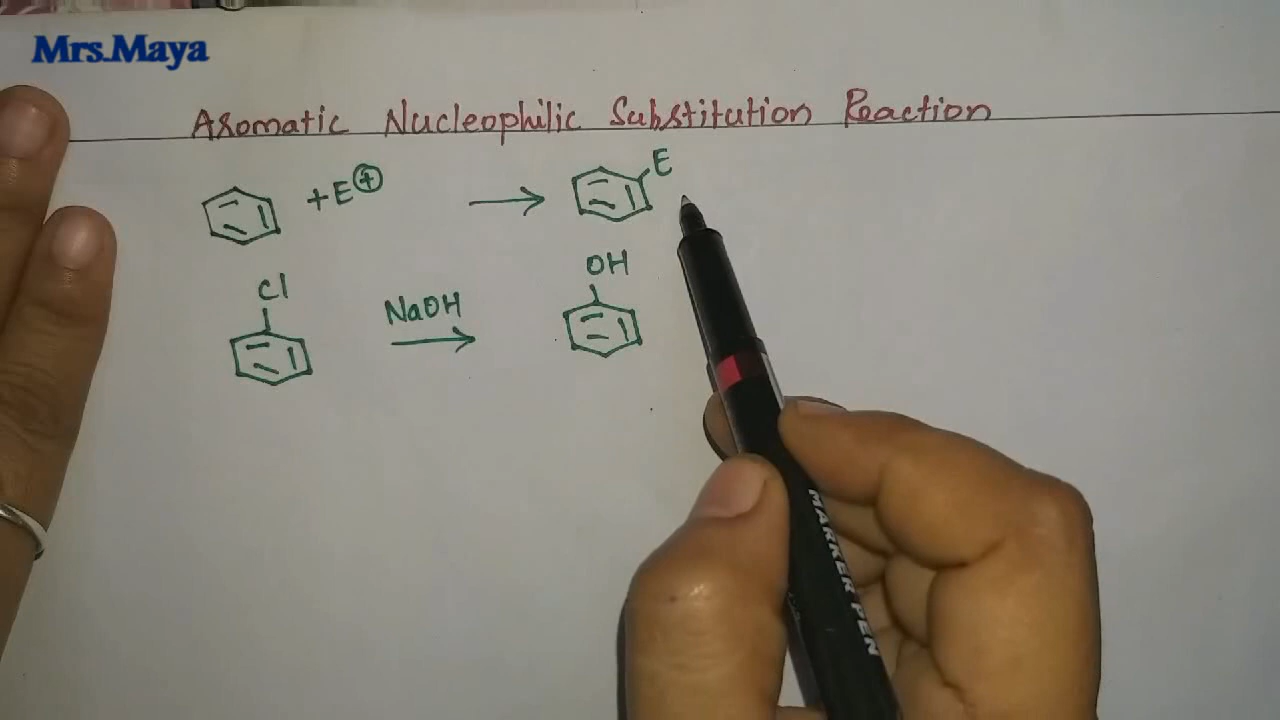 Mrs.Maya
Aromatic Nucleophilic Substitution Reaction
+E⊕ → E
Cl NaOH → OH
MARKER PEN